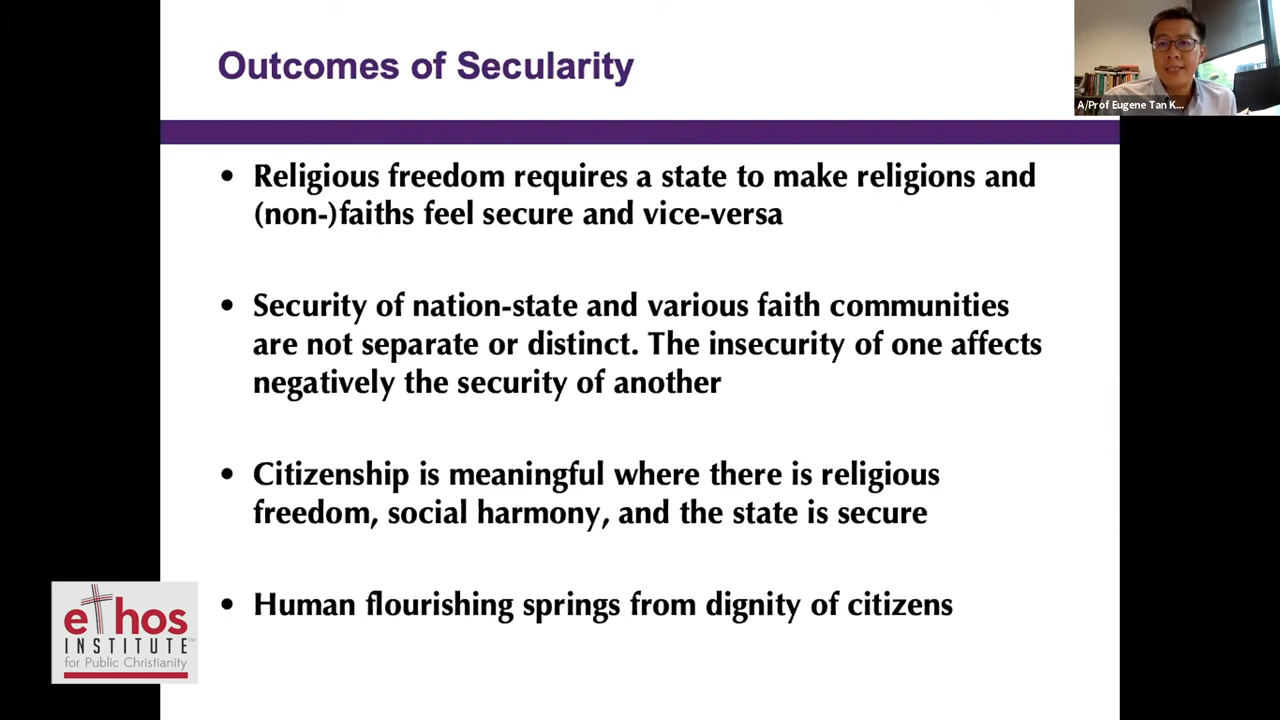 Outcomes of Secularity
A/Prof Eugene Tan K...
• Religious freedom requires a state to make religions and
(non-)faiths feel secure and vice-versa
• Security of nation-state and various faith communities
are not separate or distinct. The insecurity of one affects
negatively the security of another
• Citizenship is meaningful where there is religious
freedom, social harmony, and the state is secure
• Human flourishing springs from dignity of citizens
ethos
INSTITUTE™
for Public Christianity